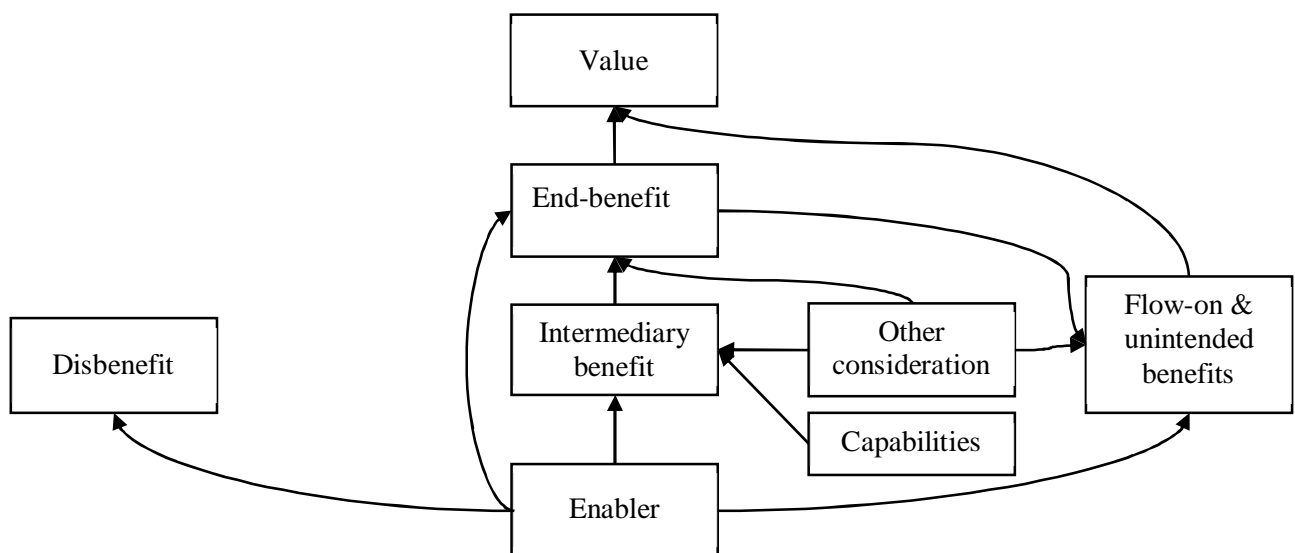 Value
End-benefit
Intermediary
benefit
Other
consideration
Flow-on &
unintended
benefits
Disbenefit
Capabilities
Enabler